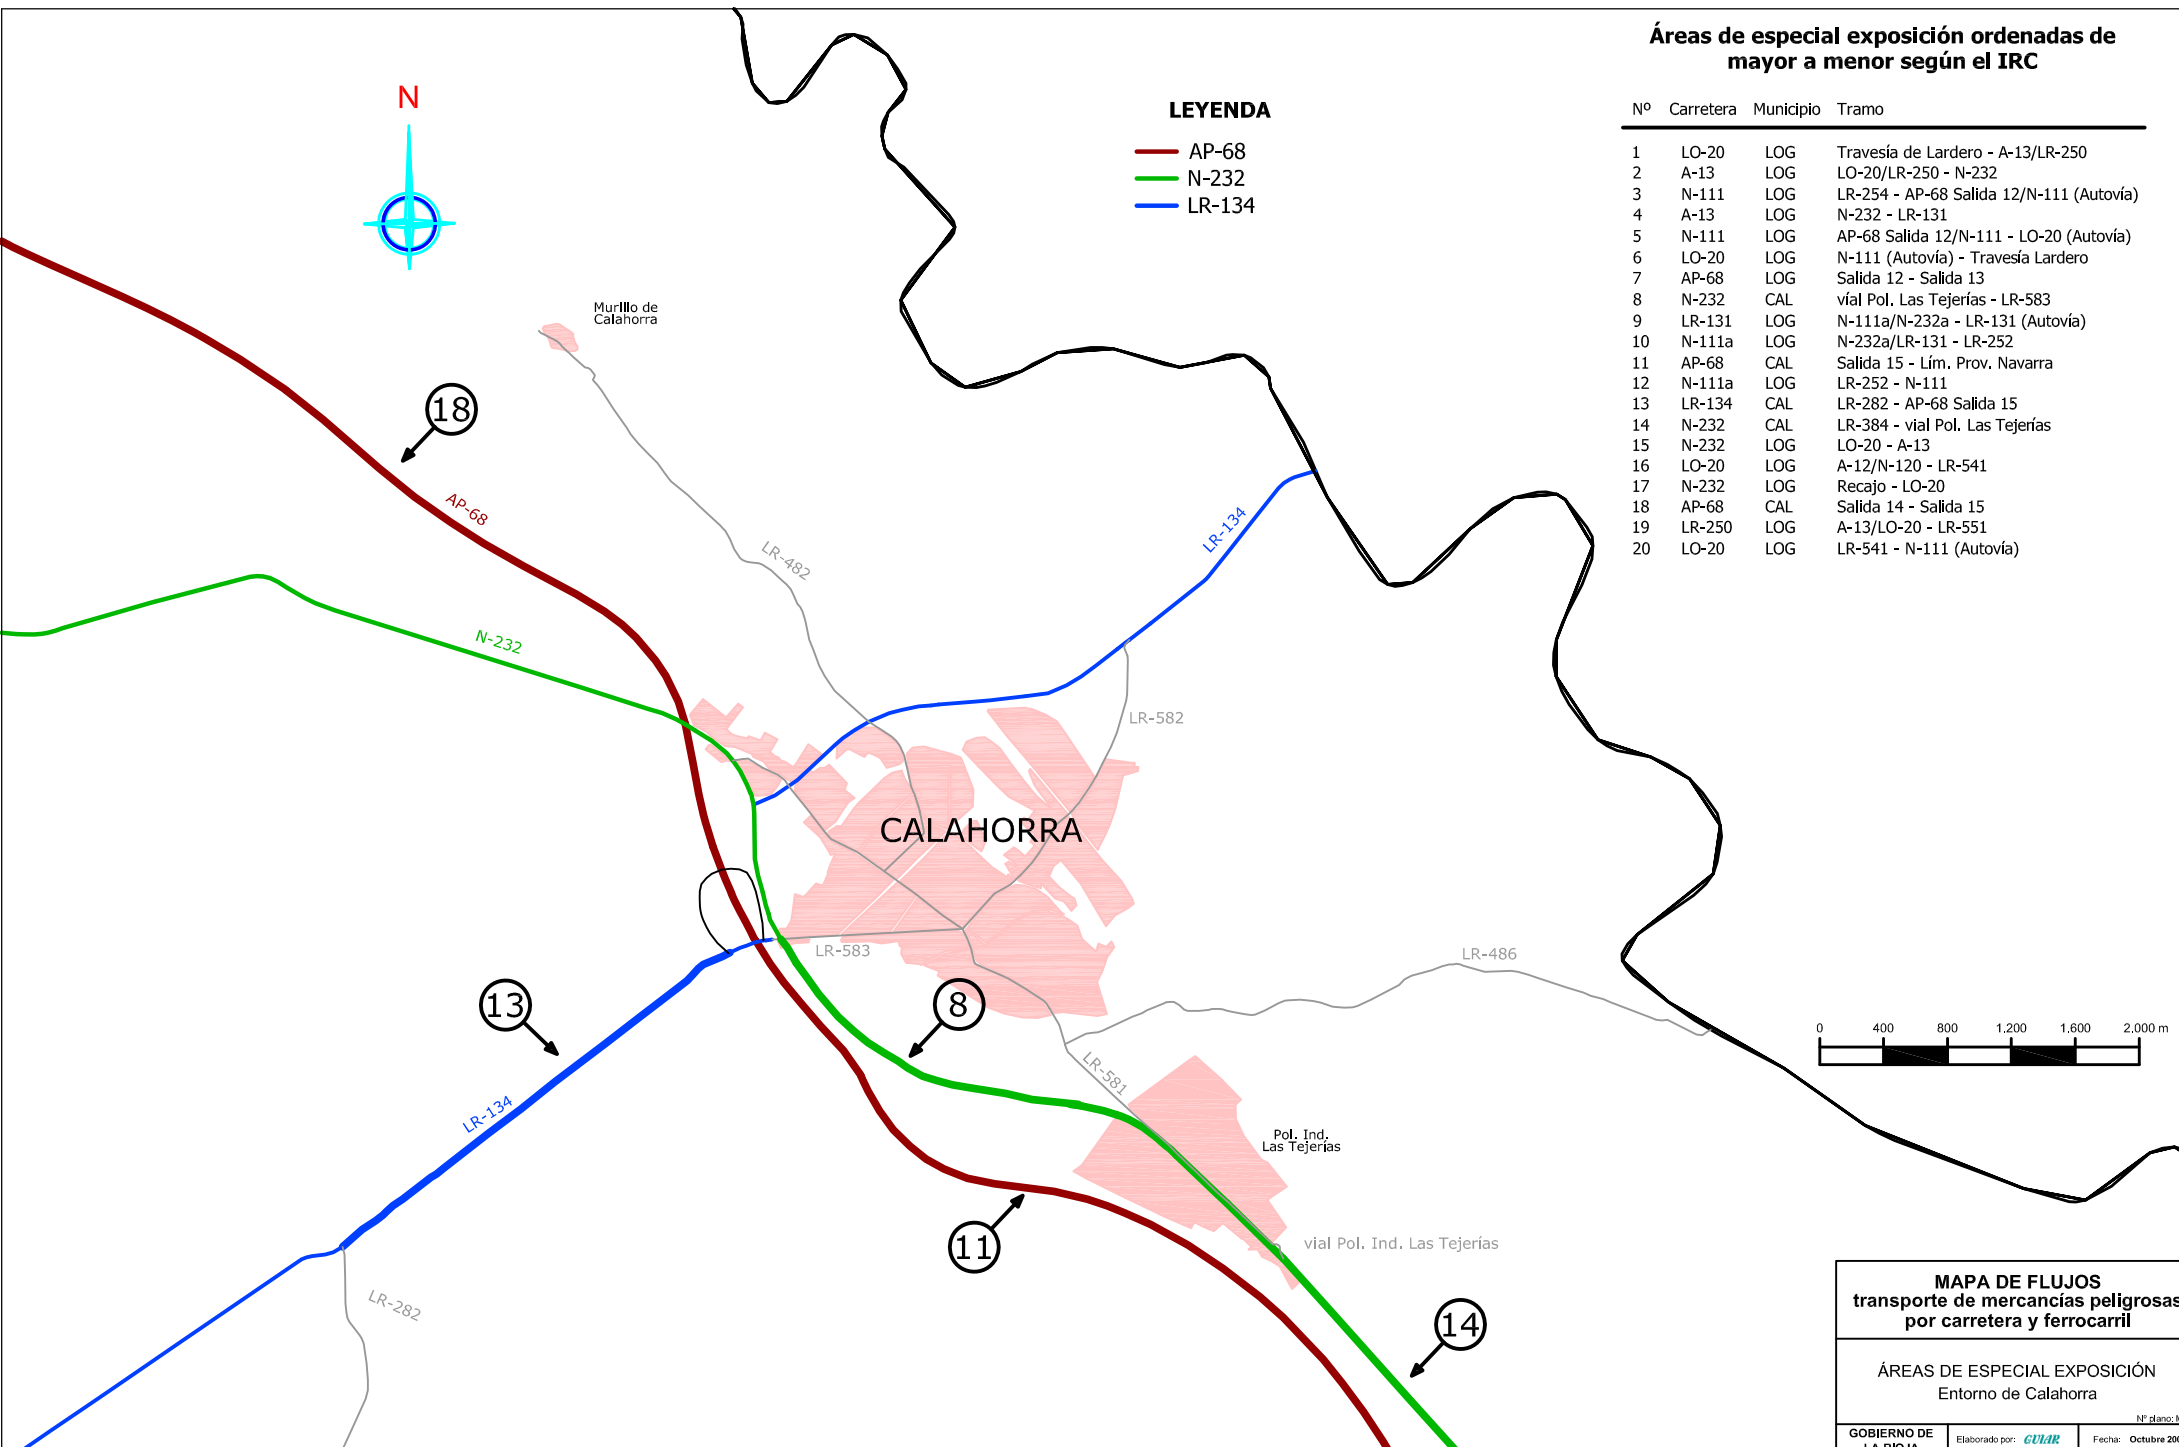 Áreas de especial exposición ordenadas de
mayor a menor según el IRC
Nº Carretera Municipio Tramo
1 LO-20 LOG Travesía de Lardero - A-13/LR-250
2 A-13 LOG LO-20/LR-250 - N-232
3 N-111 LOG LR-254 - AP-68 Salida 12/N-111 (Autovía)
4 A-13 LOG N-232 - LR-131
5 N-111 LOG AP-68 Salida 12/N-111 - LO-20 (Autovía)
6 LO-20 LOG N-111 (Autovía) - Travesía Lardero
7 AP-68 LOG Salida 12 - Salida 13
8 N-232 CAL víal Pol. Las Tejerías - LR-583
9 LR-131 LOG N-111a/N-232a - LR-131 (Autovía)
10 N-111a LOG N-232a/LR-131 - LR-252
11 AP-68 CAL Salida 15 - Lím. Prov. Navarra
12 N-111a LOG LR-252 - N-111
13 LR-134 CAL LR-282 - AP-68 Salida 15
14 N-232 CAL LR-384 - vial Pol. Las Tejerías
15 N-232 LOG LO-20 - A-13
16 LO-20 LOG A-12/N-120 - LR-541
17 N-232 LOG Recajo - LO-20
18 AP-68 CAL Salida 14 - Salida 15
19 LR-250 LOG A-13/LO-20 - LR-551
20 LO-20 LOG LR-541 - N-111 (Autovía)
LEYENDA
AP-68
N-232
LR-134
N
Murillo de
Calahorra
18
AP-68
LR-482
LR-134
N-232
LR-582
CALAHORRA
LR-583
LR-486
13
8
0 400 800 1.200 1.600 2.000 m
LR-581
LR-134
Pol. Ind.
Las Tejerías
11
vial Pol. Ind. Las Tejerías
LR-282
14
MAPA DE FLUJOS
transporte de mercancías peligrosas
por carretera y ferrocarril
ÁREAS DE ESPECIAL EXPOSICIÓN
Entorno de Calahorra
Nº plano:
GOBIERNO DE
LA RIOJA
Elaborado por: GUIAR
Fecha: Octubre